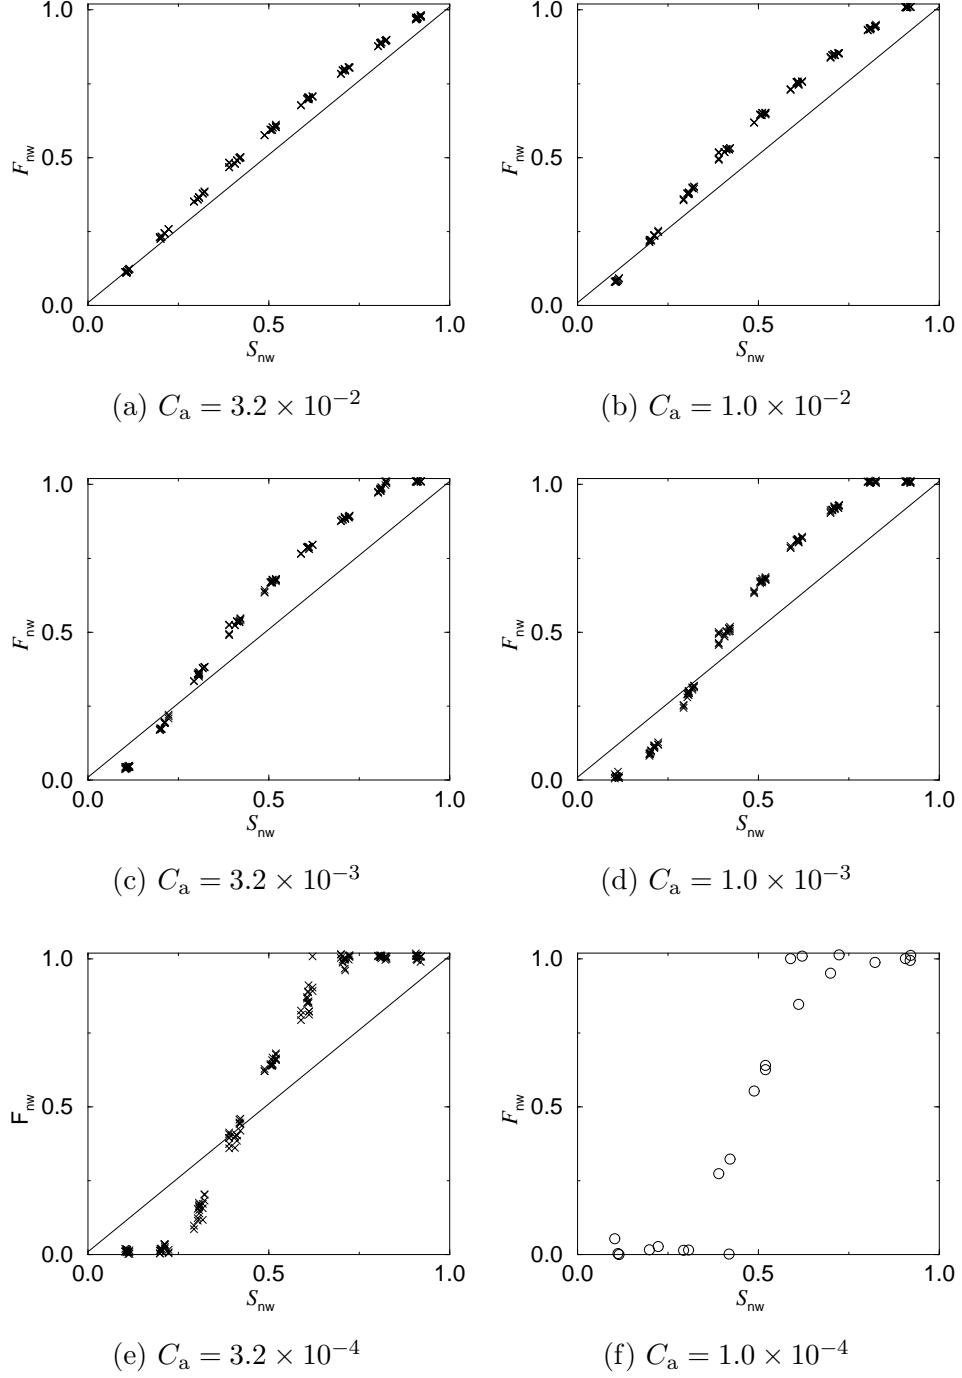 1.0
0.5
0.0
F_nw
0.0 0.5 1.0
S_nw
(a) C_a = 3.2 × 10^−2
1.0
0.5
0.0
F_nw
0.0 0.5 1.0
S_nw
(b) C_a = 1.0 × 10^−2
1.0
0.5
0.0
F_nw
0.0 0.5 1.0
S_nw
(c) C_a = 3.2 × 10^−3
1.0
0.5
0.0
F_nw
0.0 0.5 1.0
S_nw
(d) C_a = 1.0 × 10^−3
1.0
0.5
0.0
F_nw
0.0 0.5 1.0
S_nw
(e) C_a = 3.2 × 10^−4
1.0
0.5
0.0
F_nw
0.0 0.5 1.0
S_nw
(f) C_a = 1.0 × 10^−4